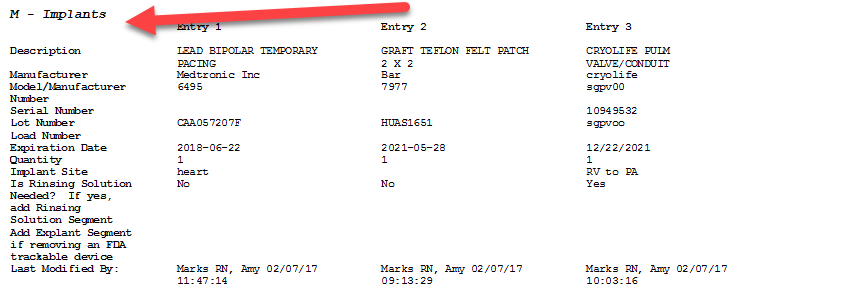 M - Implants
Entry 1 Entry 2 Entry 3
Description LEAD BIPOLAR TEMPORARY GRAFT TEFLON FELT PATCH CRYOLIFE PULM
PACING 2 X 2 VALVE/CONDUIT
Manufacturer Medtronic Inc Bar cryolife
Model/Manufacturer 6495 7977 sgpv00
Number
Serial Number 10949532
Lot Number CAA057207F HUAS1651 sgpvoo
Load Number
Expiration Date 2018-06-22 2021-05-28 12/22/2021
Quantity 1 1 1
Implant Site heart RV to PA
Is Rinsing Solution No No Yes
Needed? If yes,
add Rinsing
Solution Segment
Add Explant Segment
if removing an FDA
trackable device
Last Modified By: Marks RN, Amy 02/07/17 Marks RN, Amy 02/07/17 Marks RN, Amy 02/07/17
11:47:14 09:13:29 10:03:16